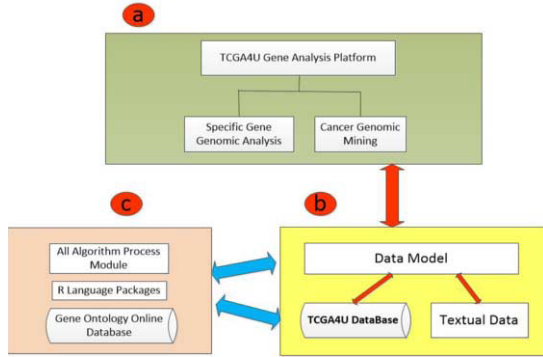 a
TCGA4U Gene Analysis Platform
Specific Gene
Genomic Analysis
Cancer Genomic
Mining
c
b
All Algorithm Process
Module
R Language Packages
Gene Ontology Online
Database
Data Model
TCGA4U DataBase
Textual Data